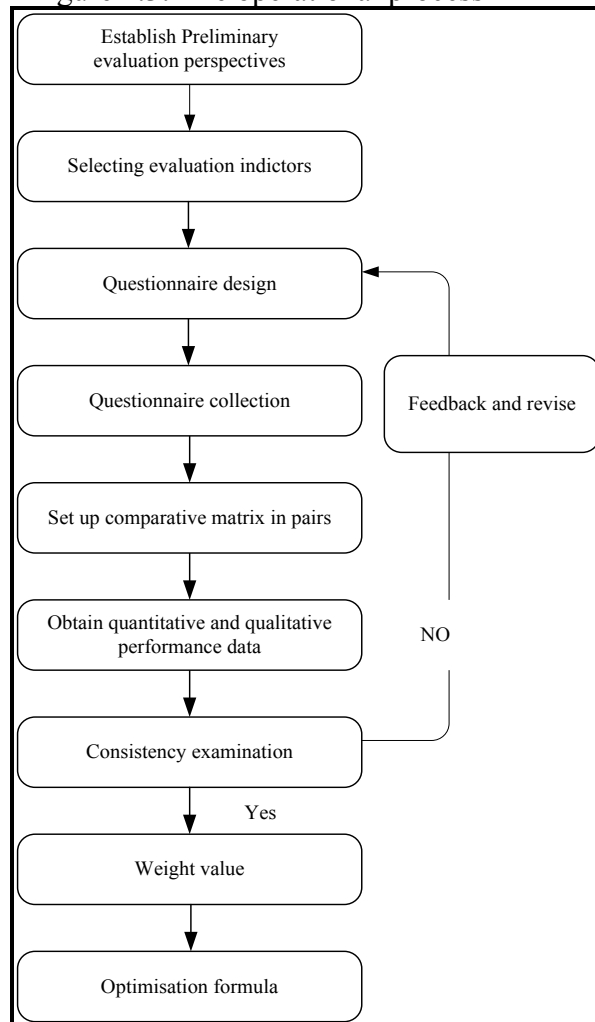 Establish Preliminary
evaluation perspectives
Selecting evaluation indictors
Questionnaire design
Questionnaire collection
Feedback and revise
Set up comparative matrix in pairs
Obtain quantitative and qualitative
performance data
NO
Consistency examination
Yes
Weight value
Optimisation formula